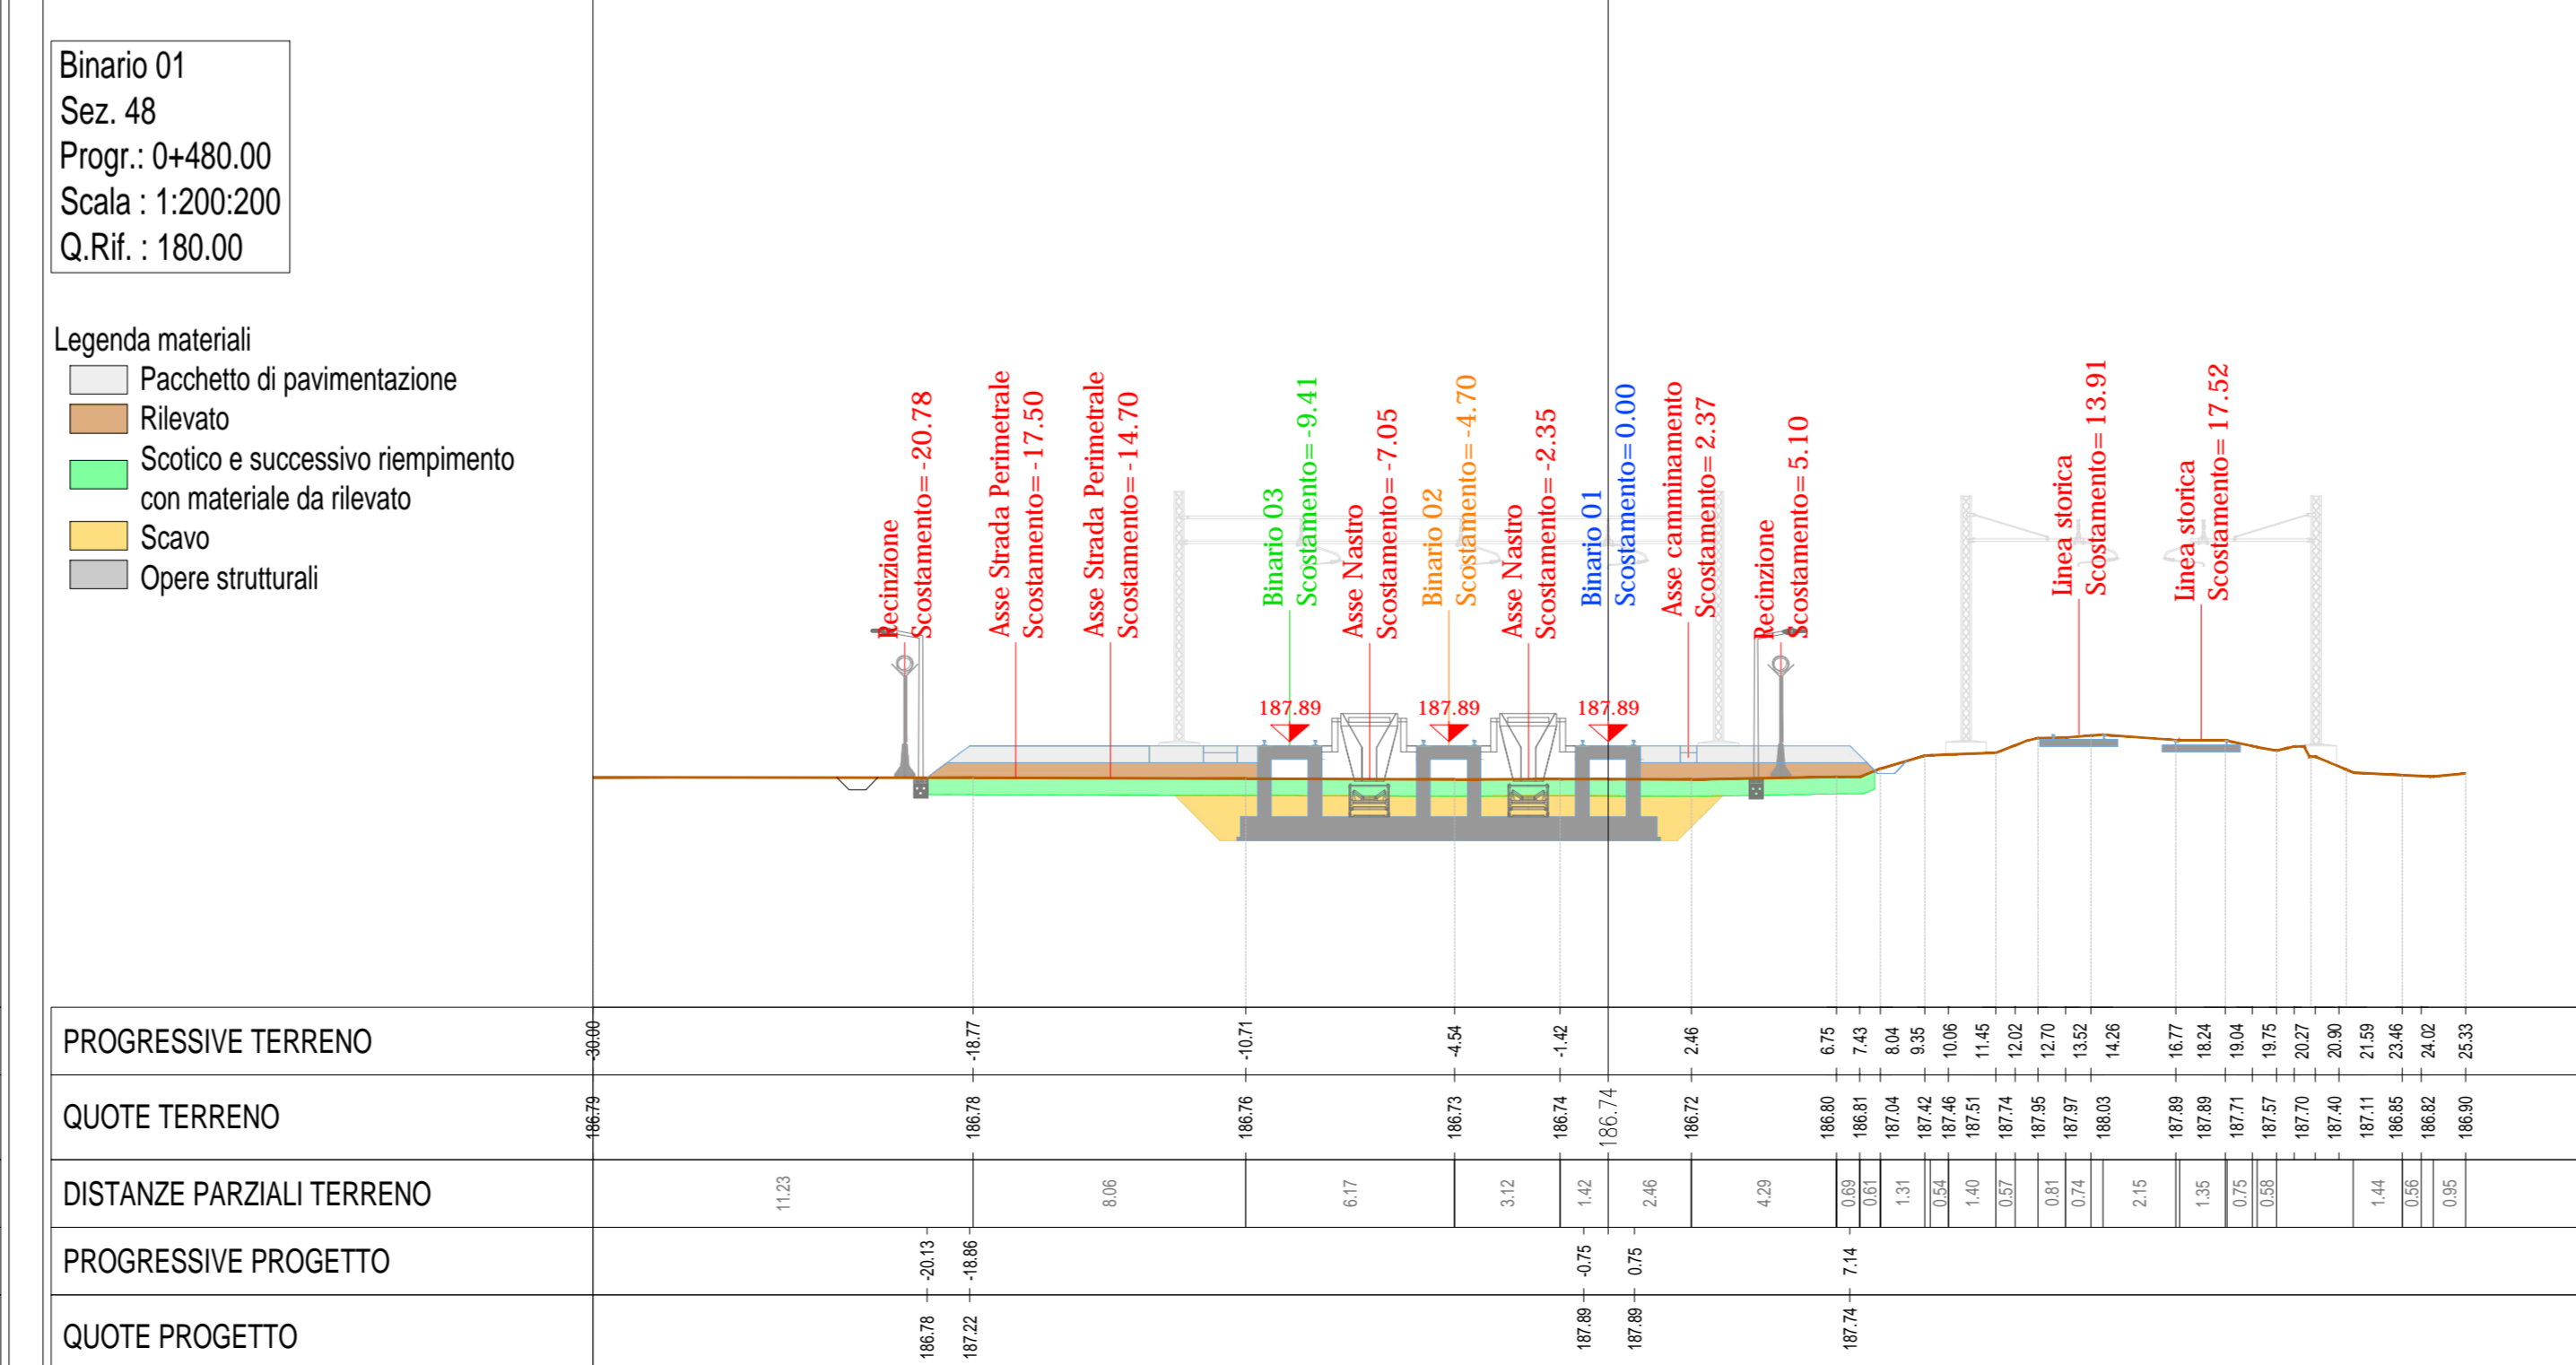 Binario 01
Sez. 48
Progr.: 0+480.00
Scala : 1:200:200
Q.Rif. : 180.00
Legenda materiali
Pacchetto di pavimentazione
Rilevato
Scotico e successivo riempimento
con materiale da rilevato
Scavo
Opere strutturali
Recinzione
Scostamento= -20.78
Asse Strada Perimetrale
Scostamento= -17.50
Asse Strada Perimetrale
Scostamento= -14.70
Binario 03
Scostamento= -9.41
Asse Nastro
Scostamento= -7.05
Binario 02
Scostamento= -4.70
Asse Nastro
Scostamento= -2.35
Binario 01
Scostamento= 0.00
Asse camminamento
Scostamento= 2.37
Recinzione
Scostamento= 5.10
Linea storica
Scostamento= 13.91
Linea storica
Scostamento= 17.52
187.89 187.89 187.89
PROGRESSIVE TERRENO -30.00 -18.77 -10.71 -4.54 -1.42 2.46 6.75 7.43 8.04 9.35 10.06 11.45 12.02 12.70 13.52 14.26 16.77 18.24 19.04 19.75 20.27 20.90 21.59 23.46 24.02 25.33
QUOTE TERRENO 186.79 186.78 186.76 186.73 186.74 186.74 186.72 186.80 186.81 187.04 187.42 187.46 187.51 187.74 187.95 187.97 188.03 187.89 187.89 187.71 187.57 187.70 187.40 187.11 186.85 186.82 186.90
DISTANZE PARZIALI TERRENO 11.23 8.06 6.17 3.12 1.42 2.46 4.29 0.69 0.61 1.31 0.54 1.40 0.57 0.81 0.74 2.15 1.35 0.75 0.58 1.44 0.56 0.95
PROGRESSIVE PROGETTO -20.13 -18.86 -0.75 0.75 7.14
QUOTE PROGETTO 186.78 187.22 187.89 187.89 187.74